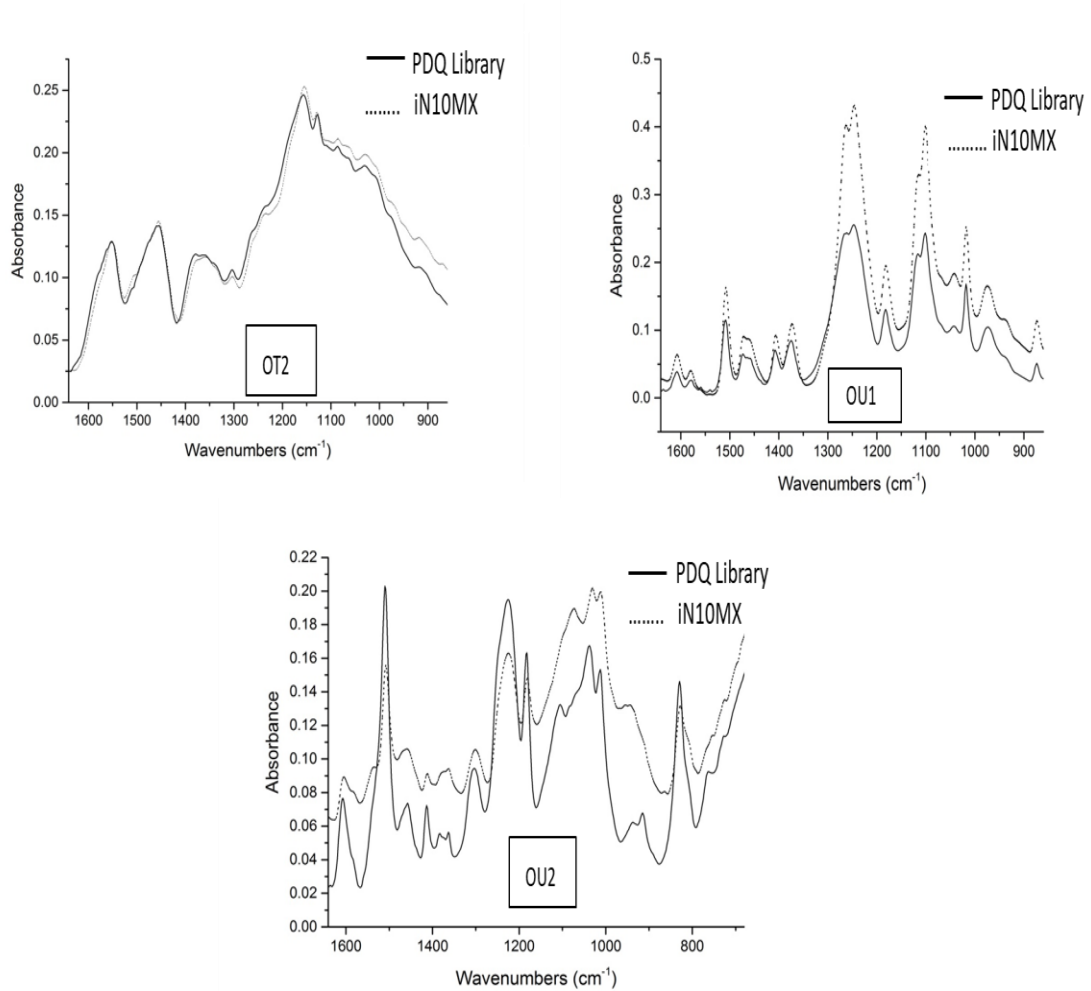 PDQ Library
iN10MX
0.25
0.20
0.15
0.10
0.05
0.00
Absorbance
OT2
1600 1500 1400 1300 1200 1100 1000 900
Wavenumbers (cm⁻¹)
PDQ Library
iN10MX
0.5
0.4
0.3
0.2
0.1
0.0
Absorbance
OU1
1600 1500 1400 1300 1200 1100 1000 900
Wavenumbers (cm⁻¹)
PDQ Library
iN10MX
0.22
0.20
0.18
0.16
0.14
0.12
0.10
0.08
0.06
0.04
0.02
0.00
Absorbance
OU2
1600 1400 1200 1000 800
Wavenumbers (cm⁻¹)